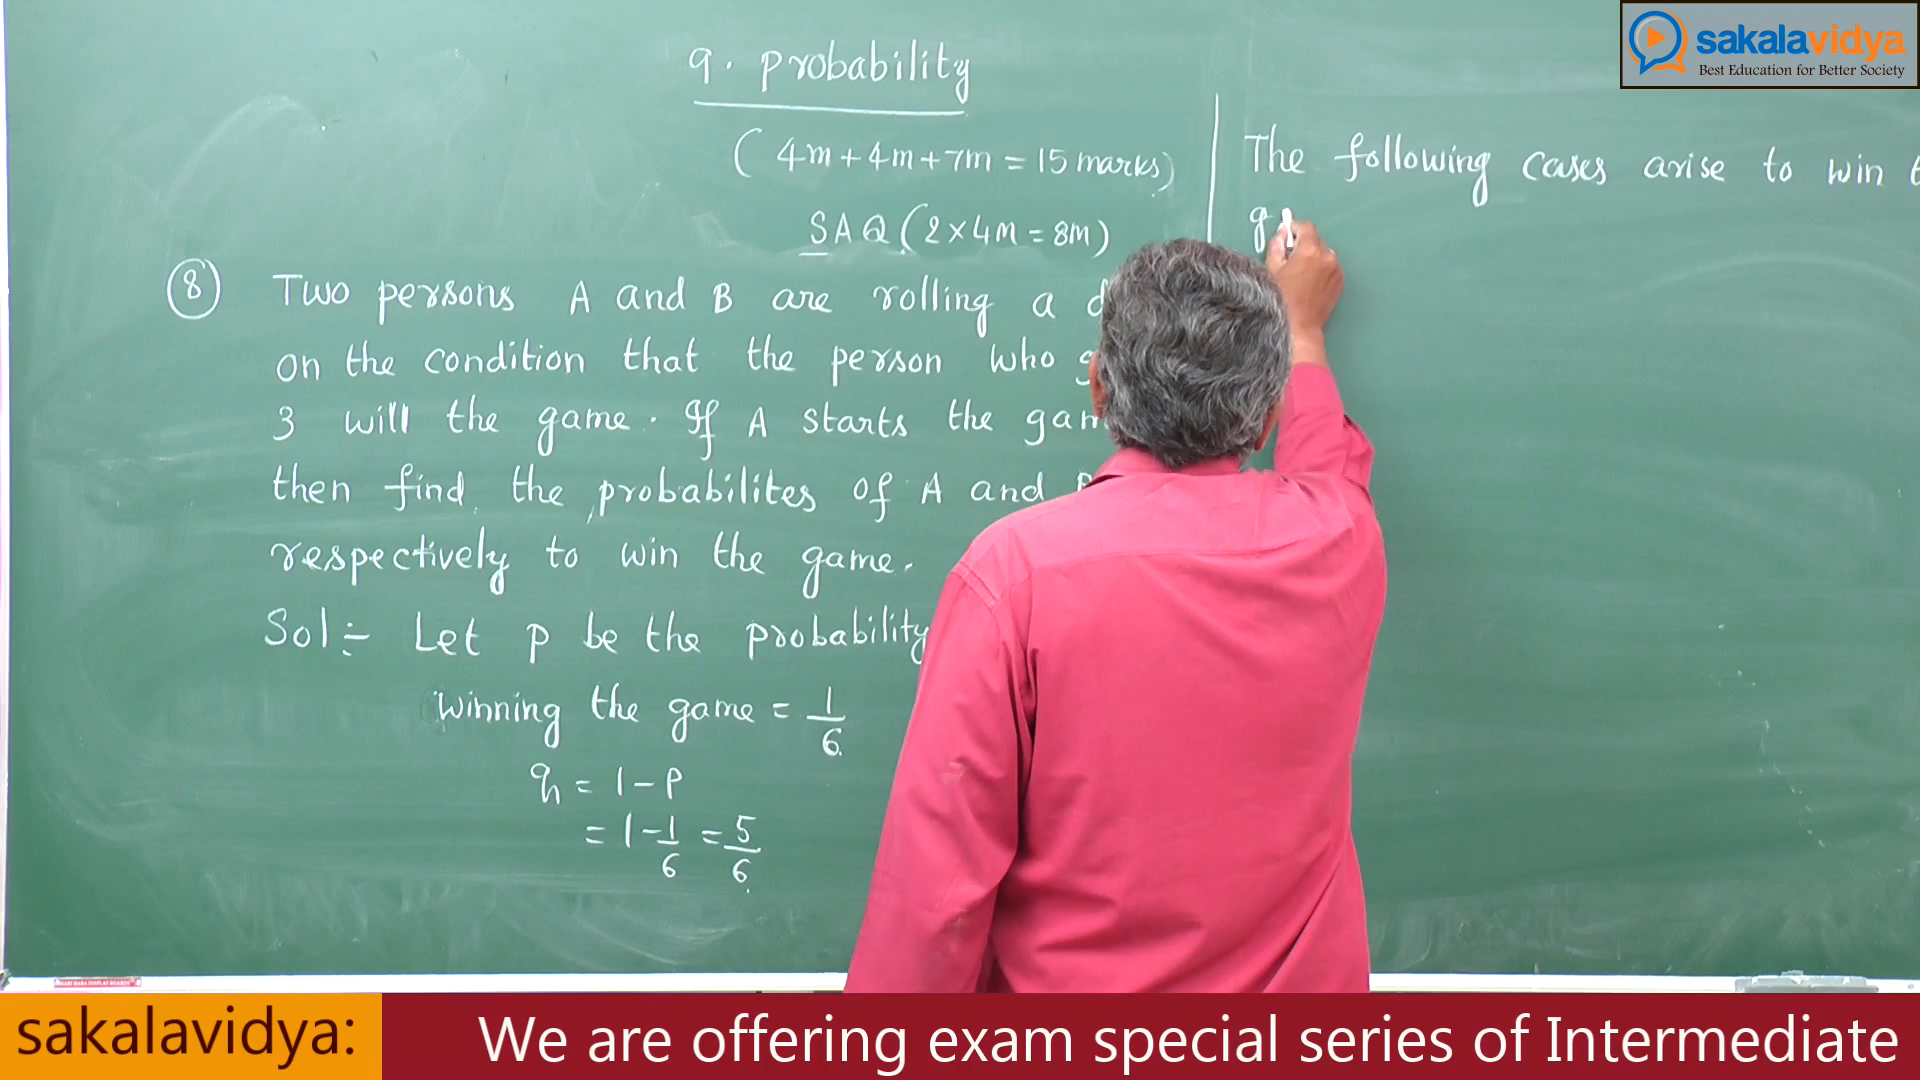 sakalavidya
Best Education for Better Society
9. probability
( 4m + 4m + 7m = 15 marks)
SAQ ( 2 × 4m = 8m )
8 Two persons A and B are rolling a
on the condition that the person who
3 will the game. If A starts the
then find the probabilites of A and
respectively to win the game.
Sol:- Let p be the probability
winning the game = 1/6
q = 1 - p
= 1 - 1/6 = 5/6
The following cases arise to win
sakalavidya:
We are offering exam special series of Intermediate